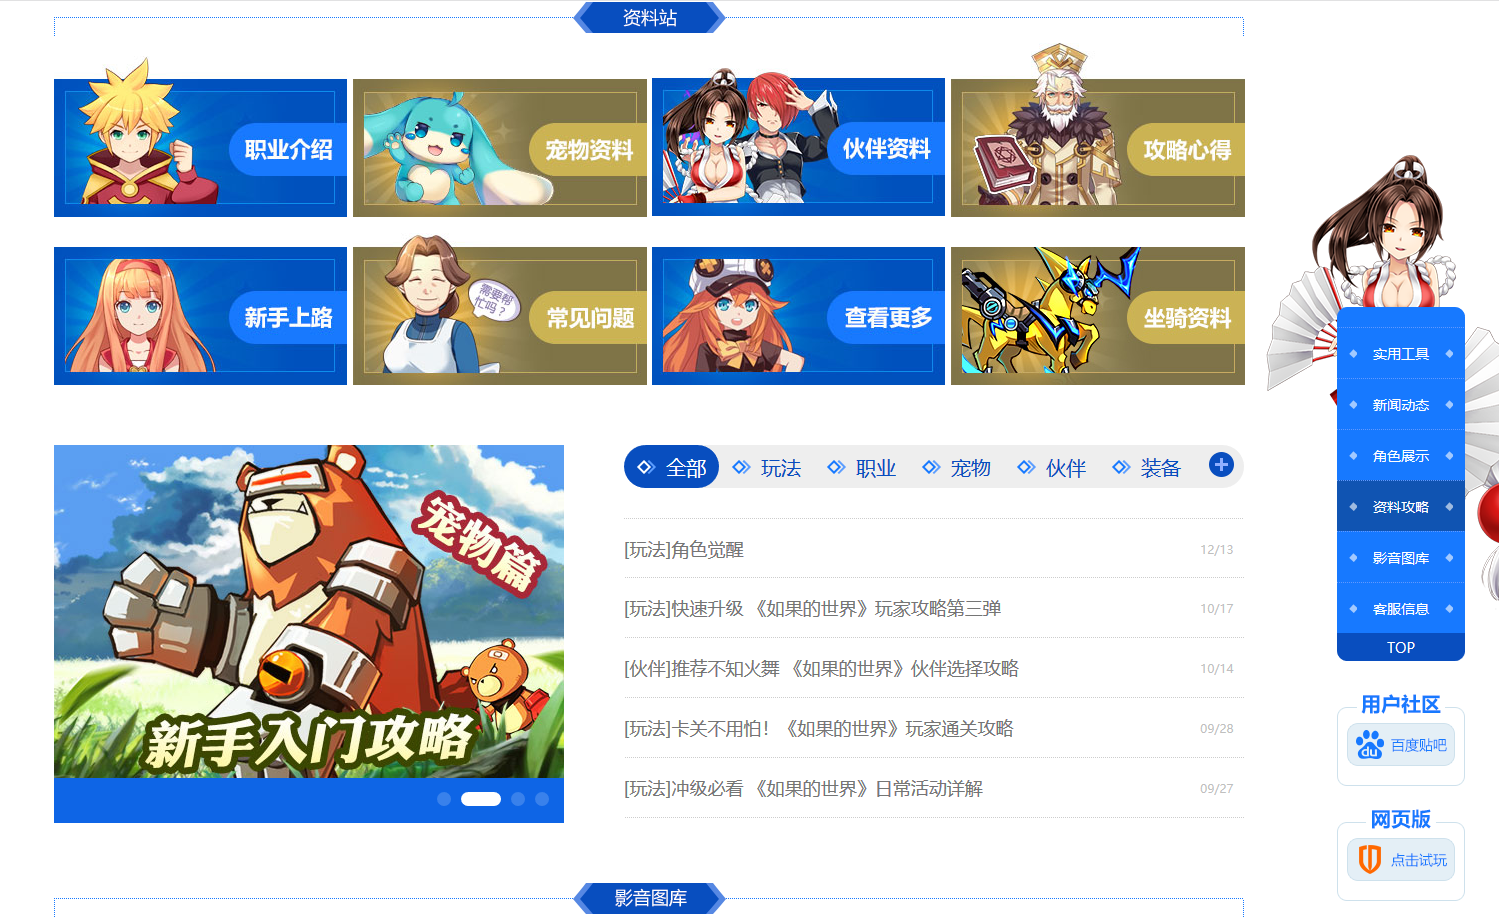 资料站
职业介绍
宠物资料
伙伴资料
攻略心得
新手上路
需要帮
忙吗？
常见问题
查看更多
坐骑资料
宠物篇
新手入门攻略
全部
玩法
职业
宠物
伙伴
装备
[玩法]角色觉醒
12/13
[玩法]快速升级 《如果的世界》玩家攻略第三弹
10/17
[伙伴]推荐不知火舞 《如果的世界》伙伴选择攻略
10/14
[玩法]卡关不用怕！《如果的世界》玩家通关攻略
09/28
[玩法]冲级必看 《如果的世界》日常活动详解
09/27
影音图库
实用工具
新闻动态
角色展示
资料攻略
影音图库
客服信息
TOP
用户社区
du
百度贴吧
网页版
点击试玩